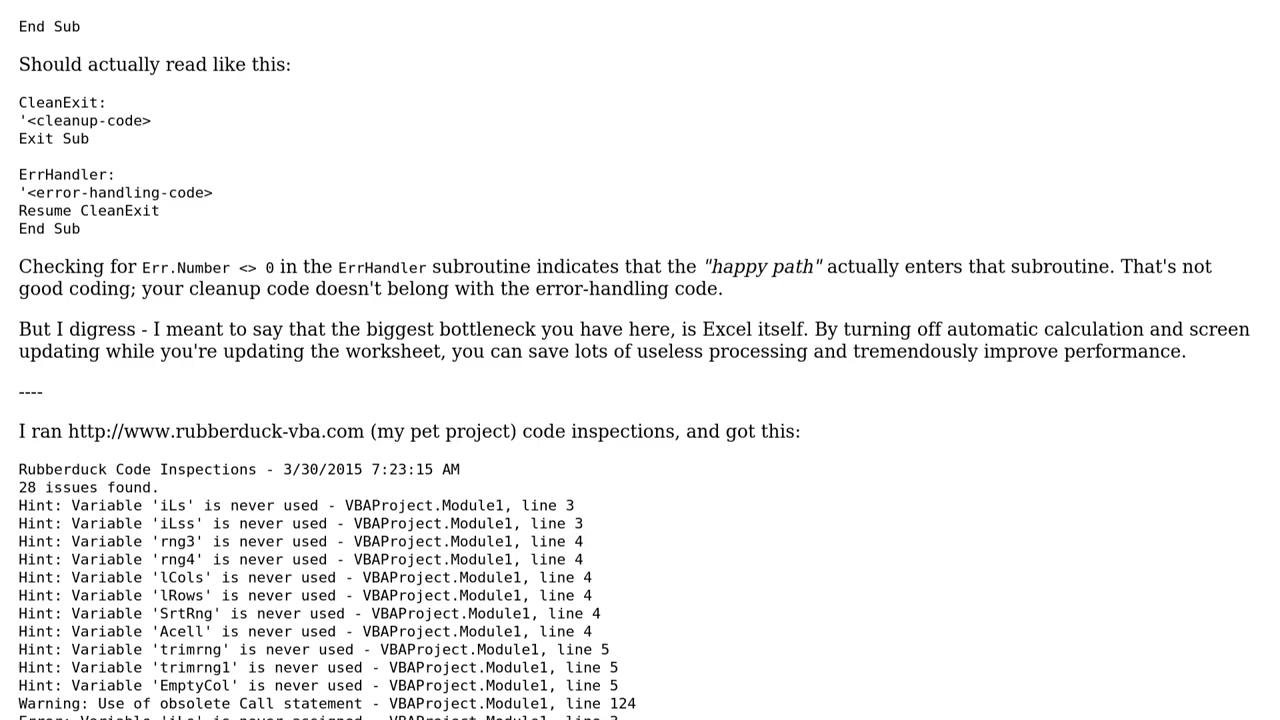 End Sub
Should actually read like this:
CleanExit:
'<cleanup-code>
Exit Sub
ErrHandler:
'<error-handling-code>
Resume CleanExit
End Sub
Checking for Err.Number <> 0 in the ErrHandler subroutine indicates that the "happy path" actually enters that subroutine. That's not
good coding; your cleanup code doesn't belong with the error-handling code.
But I digress - I meant to say that the biggest bottleneck you have here, is Excel itself. By turning off automatic calculation and screen
updating while you're updating the worksheet, you can save lots of useless processing and tremendously improve performance.
----
I ran http://www.rubberduck-vba.com (my pet project) code inspections, and got this:
Rubberduck Code Inspections - 3/30/2015 7:23:15 AM
28 issues found.
Hint: Variable 'iLs' is never used - VBAProject.Module1, line 3
Hint: Variable 'iLss' is never used - VBAProject.Module1, line 3
Hint: Variable 'rng3' is never used - VBAProject.Module1, line 4
Hint: Variable 'rng4' is never used - VBAProject.Module1, line 4
Hint: Variable 'lCols' is never used - VBAProject.Module1, line 4
Hint: Variable 'lRows' is never used - VBAProject.Module1, line 4
Hint: Variable 'SrtRng' is never used - VBAProject.Module1, line 4
Hint: Variable 'Acell' is never used - VBAProject.Module1, line 4
Hint: Variable 'trimrng' is never used - VBAProject.Module1, line 5
Hint: Variable 'trimrng1' is never used - VBAProject.Module1, line 5
Hint: Variable 'EmptyCol' is never used - VBAProject.Module1, line 5
Warning: Use of obsolete Call statement - VBAProject.Module1, line 124